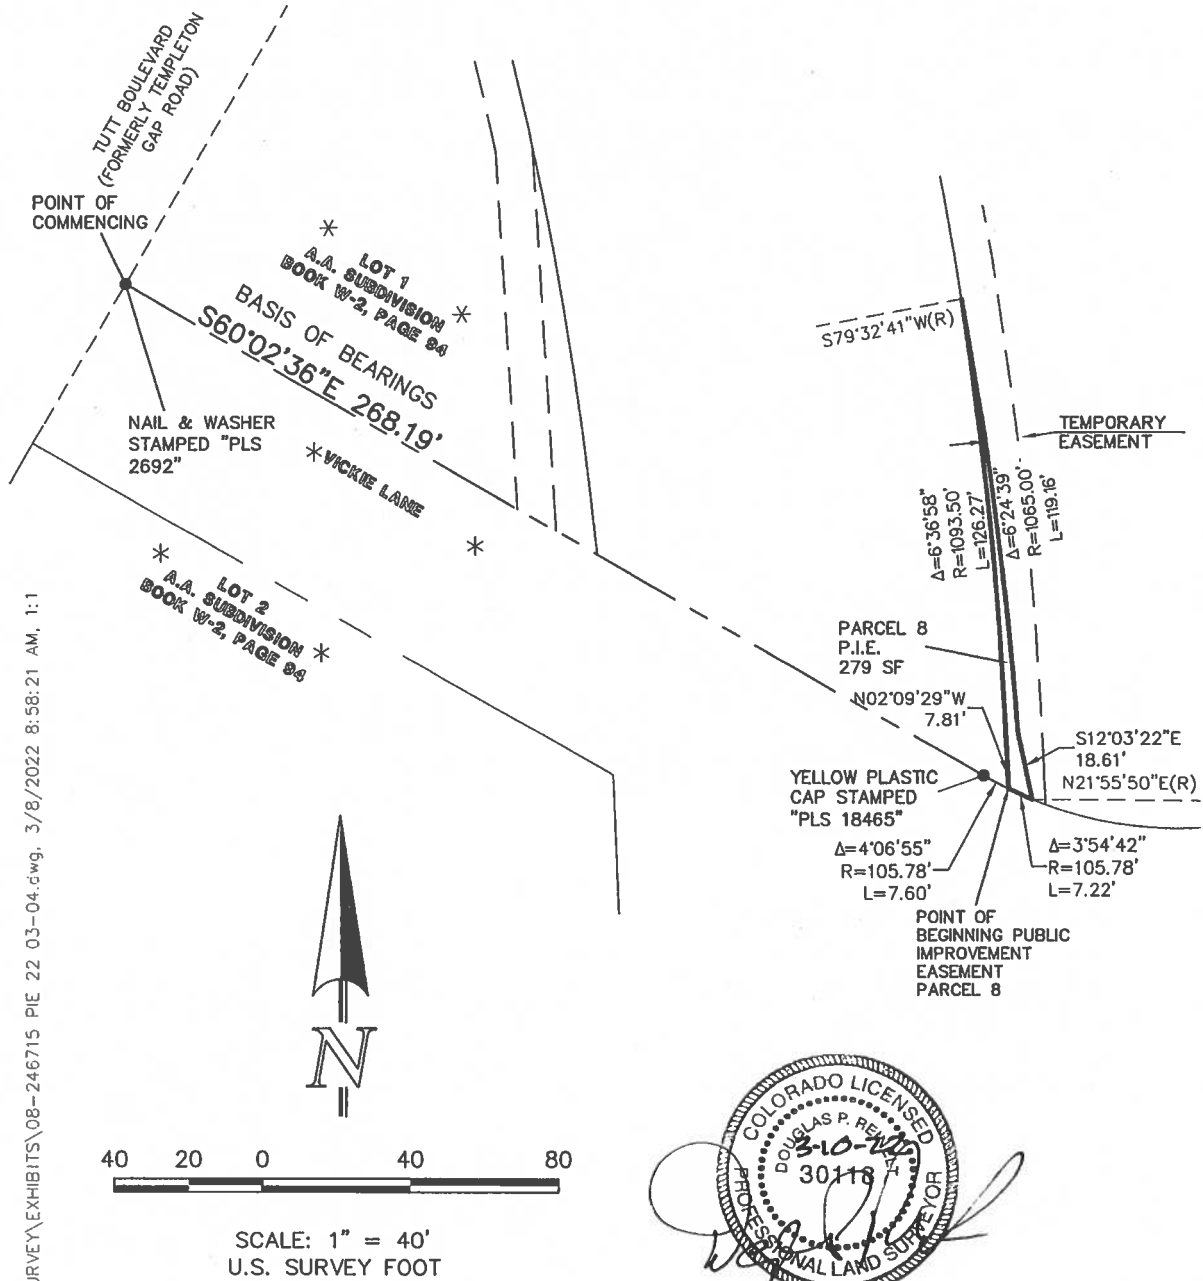 TUTT BOULEVARD
(FORMERLY TEMPLETON
GAP ROAD)
POINT OF
COMMENCING
LOT 1
A.A. SUBDIVISION
BOOK W-2, PAGE 94
BASIS OF BEARINGS
S60°02'36"E 268.19'
NAIL & WASHER
STAMPED "PLS
2692"
VICKIE LANE
LOT 2
A.A. SUBDIVISION
BOOK W-2, PAGE 94
S79°32'41"W(R)
TEMPORARY
EASEMENT
Δ=6°36'58"
R=1093.50'
L=126.27'
Δ=6°24'39"
R=1065.00'
L=119.16'
PARCEL 8
P.I.E.
279 SF
N02°09'29"W
7.81'
S12°03'22"E
18.61'
N21°55'50"E(R)
YELLOW PLASTIC
CAP STAMPED
"PLS 18465"
Δ=4°06'55"
R=105.78'
L=7.60'
Δ=3°54'42"
R=105.78'
L=7.22'
POINT OF
BEGINNING PUBLIC
IMPROVEMENT
EASEMENT
PARCEL 8
N
40 20 0 40 80
SCALE: 1" = 40'
U.S. SURVEY FOOT
COLORADO LICENSED
DOUGLAS P.
30118
PROFESSIONAL LAND SURVEYOR
URVEY\EXHIBITS\08-246715 PIE 22 03-04.dwg, 3/8/2022 8:58:21 AM, 1:1